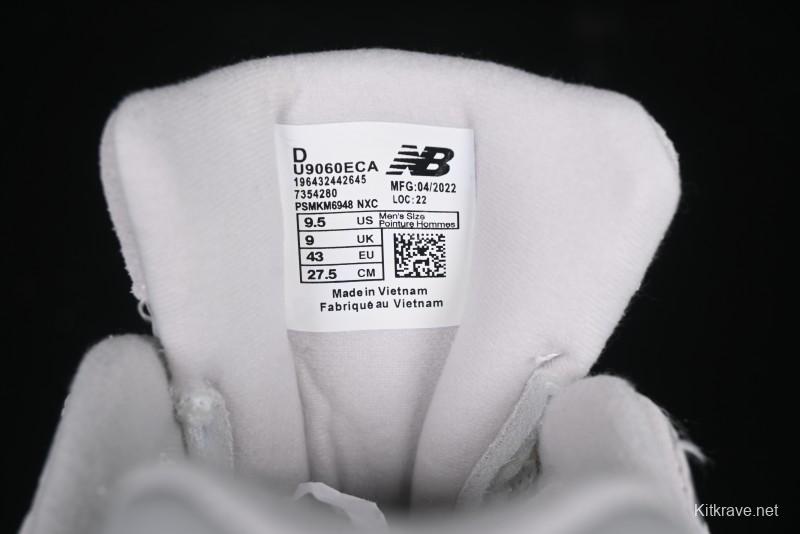 D
U9060ECA
196432442645
7354280
PSMKM6948 NXC
NB
MFG:04/2022
LOC:22
9.5 US Men's Size
Pointure Hommes
9 UK
43 EU
27.5 CM
Made in Vietnam
Fabriqué au Vietnam
Kitkrave.net